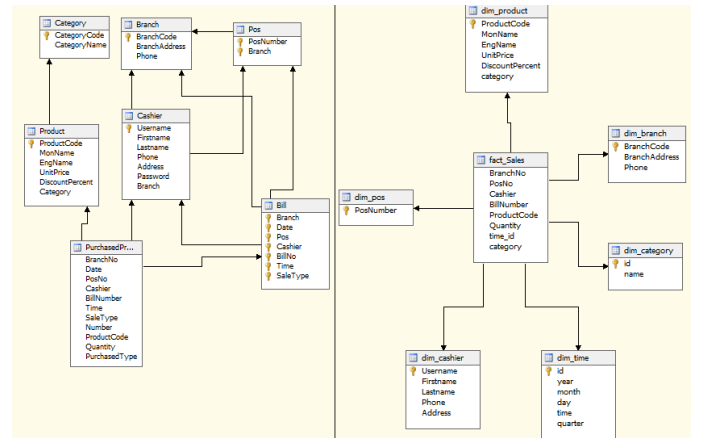 Category
CategoryCode
CategoryName
Branch
BranchCode
BranchAddress
Phone
Pos
PosNumber
Branch
Product
ProductCode
MonName
EngName
UnitPrice
DiscountPercent
Category
Cashier
Username
Firstname
Lastname
Phone
Address
Password
Branch
Bill
Branch
Date
Pos
Cashier
BillNo
Time
SaleType
PurchasedPr...
BranchNo
Date
PosNo
Cashier
BillNumber
Time
SaleType
Number
ProductCode
Quantity
PurchasedType
dim_product
ProductCode
MonName
EngName
UnitPrice
DiscountPercent
category
dim_branch
BranchCode
BranchAddress
Phone
fact_Sales
BranchNo
PosNo
Cashier
BillNumber
ProductCode
Quantity
time_id
category
dim_pos
PosNumber
dim_category
id
name
dim_cashier
Username
Firstname
Lastname
Phone
Address
dim_time
id
year
month
day
time
quarter